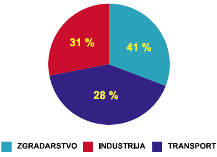 31 %
41 %
28 %
ZGRADARSTVO INDUSTRIJA TRANSPORT